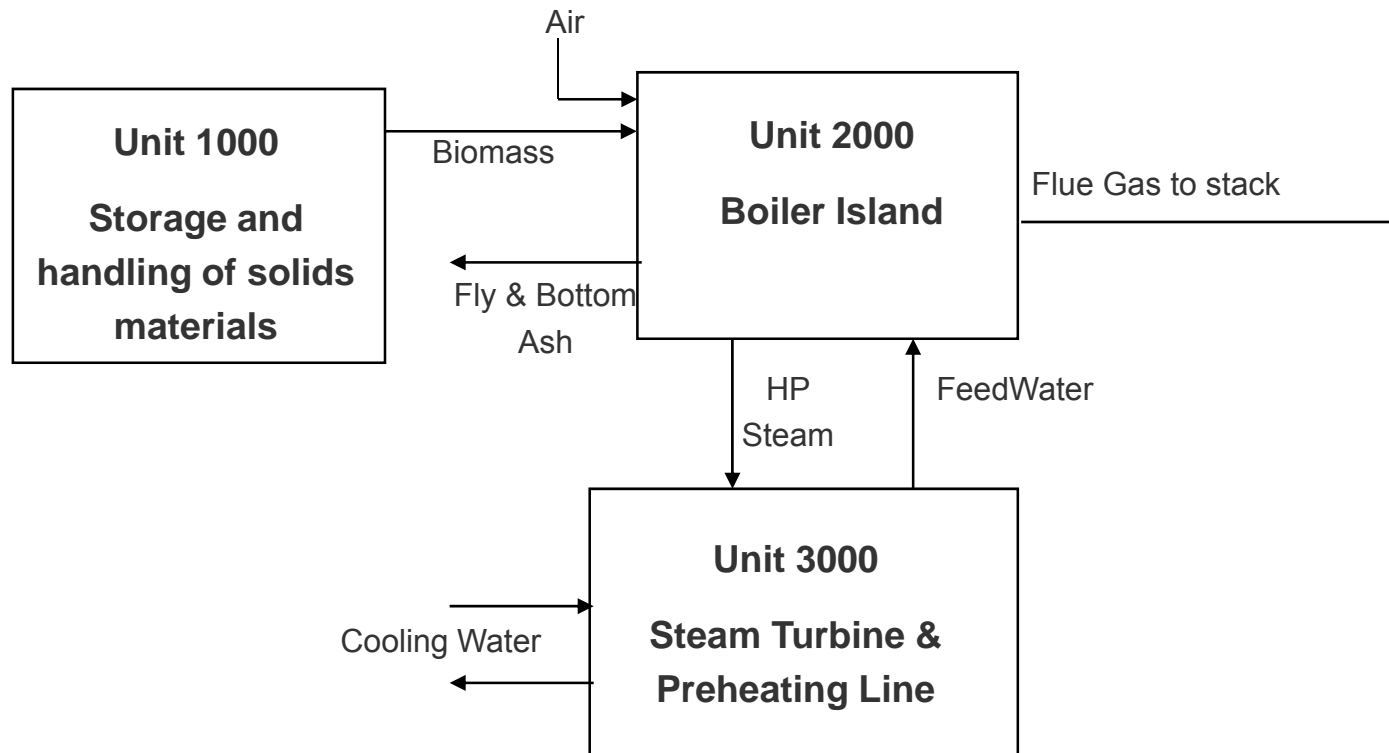 Air
Unit 1000
Storage and
handling of solids
materials
Biomass
Unit 2000
Boiler Island
Flue Gas to stack
Fly & Bottom
Ash
HP
Steam
FeedWater
Unit 3000
Steam Turbine &
Preheating Line
Cooling Water